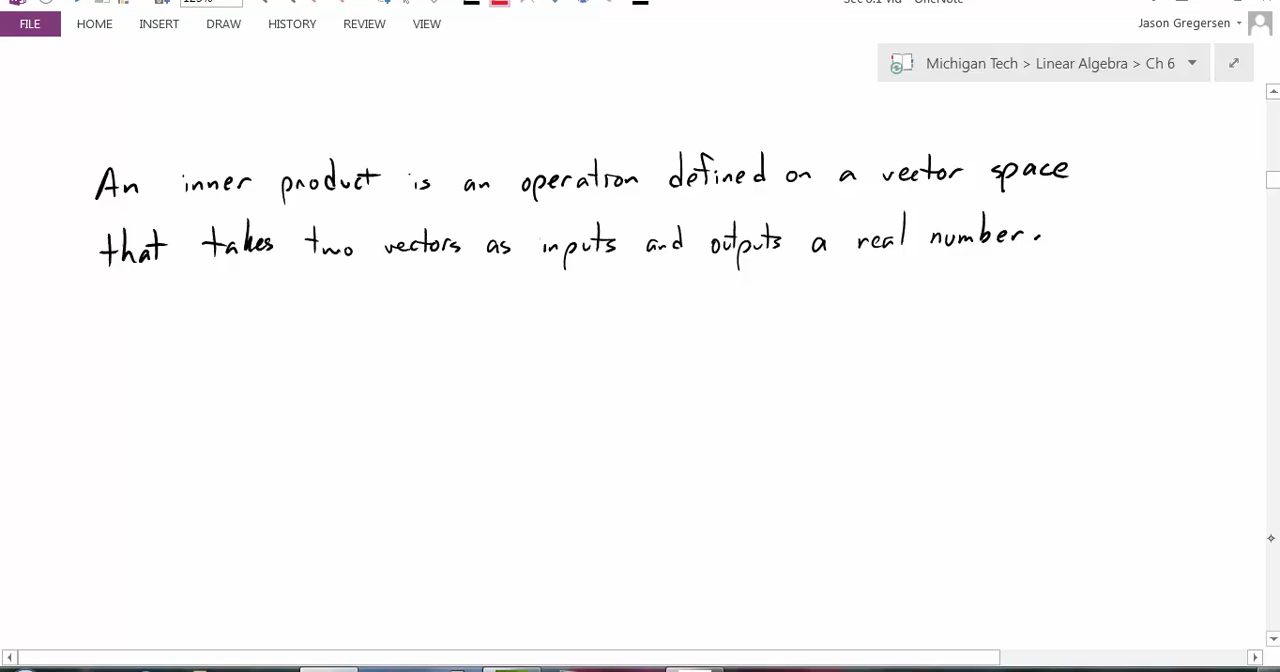 FILE HOME INSERT DRAW HISTORY REVIEW VIEW Jason Gregersen
Michigan Tech > Linear Algebra > Ch 6
An inner product is an operation defined on a vector space
that takes two vectors as inputs and outputs a real number.